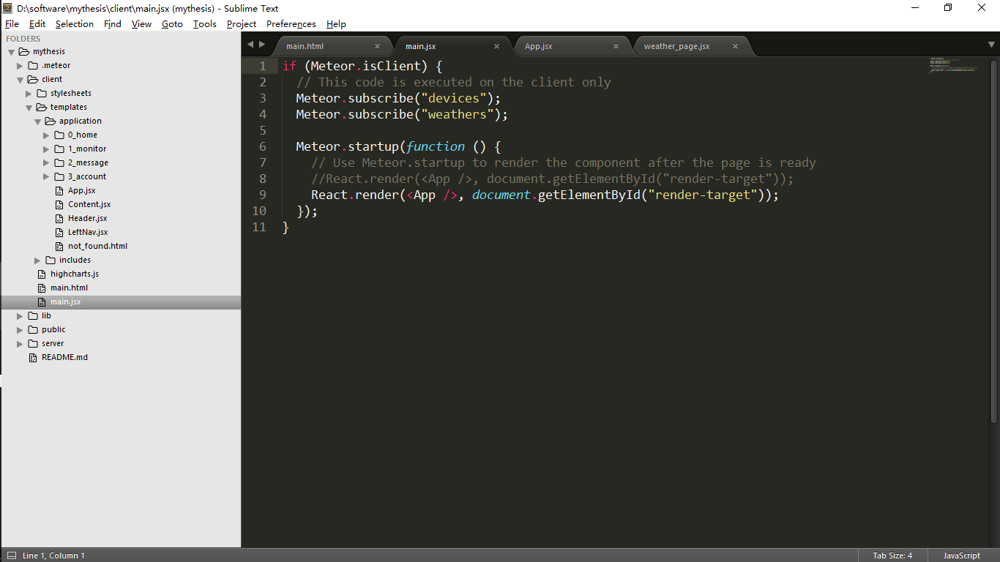 D:\software\mythesis\client\main.jsx (mythesis) - Sublime Text
File Edit Selection Find View Goto Tools Project Preferences Help
FOLDERS
mythesis
.meteor
client
stylesheets
templates
application
0_home
1_monitor
2_message
3_account
App.jsx
Content.jsx
Header.jsx
LeftNav.jsx
not_found.html
includes
highcharts.js
main.html
main.jsx
lib
public
server
README.md
main.html × main.jsx × App.jsx × weather_page.jsx ×
1 if (Meteor.isClient) {
2   // This code is executed on the client only
3   Meteor.subscribe("devices");
4   Meteor.subscribe("weathers");
5
6   Meteor.startup(function () {
7     // Use Meteor.startup to render the component after the page is ready
8     //React.render(<App />, document.getElementById("render-target"));
9     React.render(<App />, document.getElementById("render-target"));
10   });
11 }
Line 1, Column 1 Tab Size: 4 JavaScript